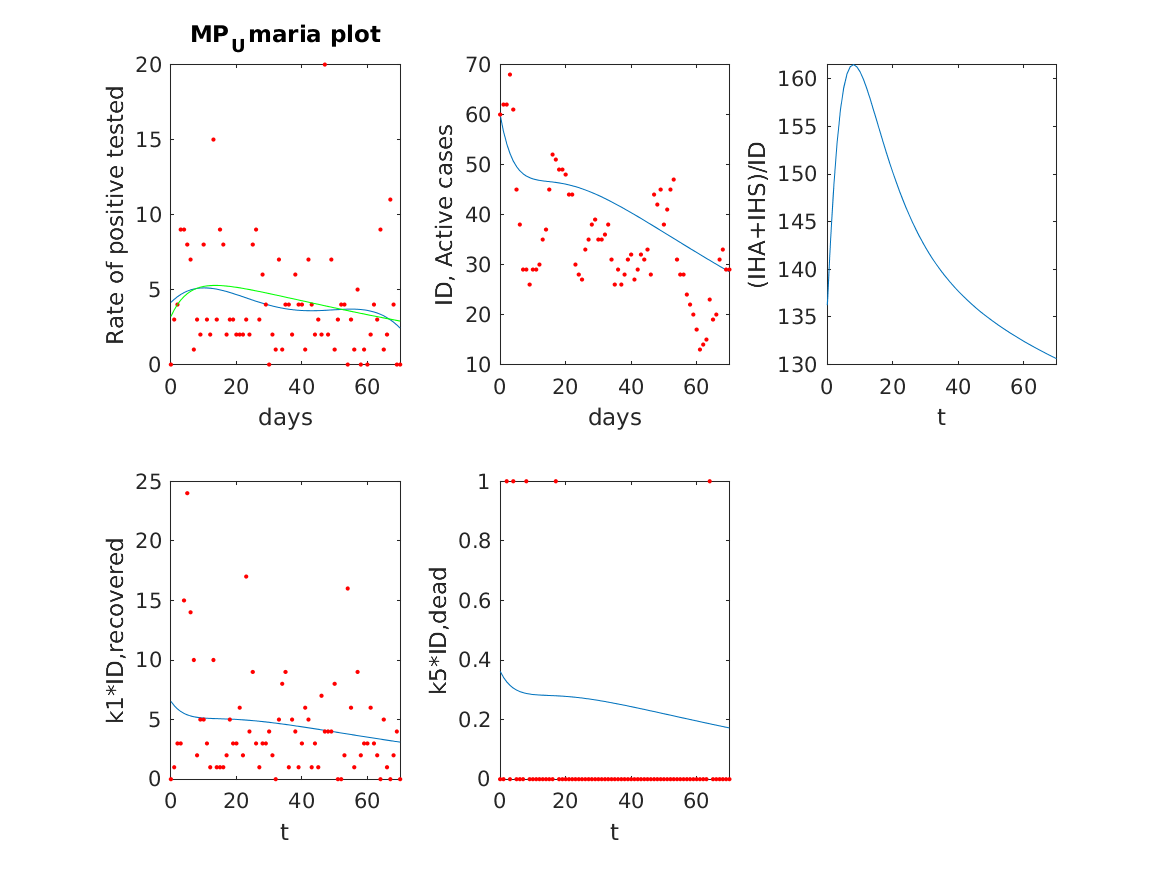 MP_U maria plot
Rate of positive tested
20
15
10
5
0
0 20 40 60
days
ID, Active cases
70
60
50
40
30
20
10
0 20 40 60
days
(IHA+IHS)/ID
160
155
150
145
140
135
130
0 20 40 60
t
k1*ID,recovered
25
20
15
10
5
0
0 20 40 60
t
k5*ID,dead
1
0.8
0.6
0.4
0.2
0
0 20 40 60
t